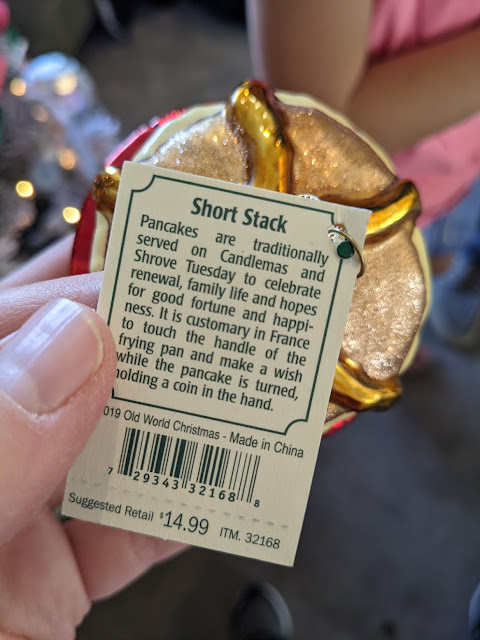 Short Stack
Pancakes are traditionally
served on Candlemas and
Shrove Tuesday to celebrate
renewal, family life and hopes
for good fortune and happi-
ness. It is customary in France
to touch the handle of the
frying pan and make a wish
while the pancake is turned,
holding a coin in the hand.
019 Old World Christmas - Made in China
7 29343 32168 8
Suggested Retail $14.99 ITM. 32168